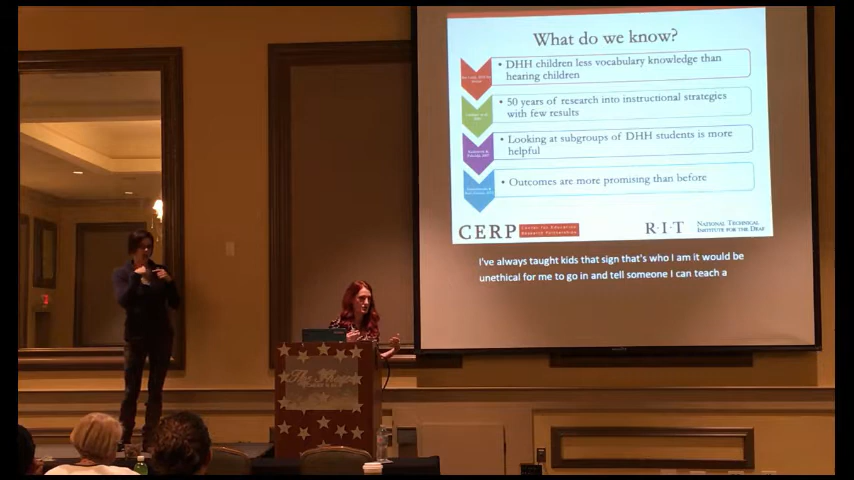 What do we know?
• DHH children less vocabulary knowledge than
hearing children
• 50 years of research into instructional strategies
with few results
• Looking at subgroups of DHH students is more
helpful
• Outcomes are more promising than before
CERP Center for Education
Research Partnerships
R·I·T NATIONAL TECHNICAL
INSTITUTE FOR THE DEAF
I've always taught kids that sign that's who I am it would be
unethical for me to go in and tell someone I can teach a